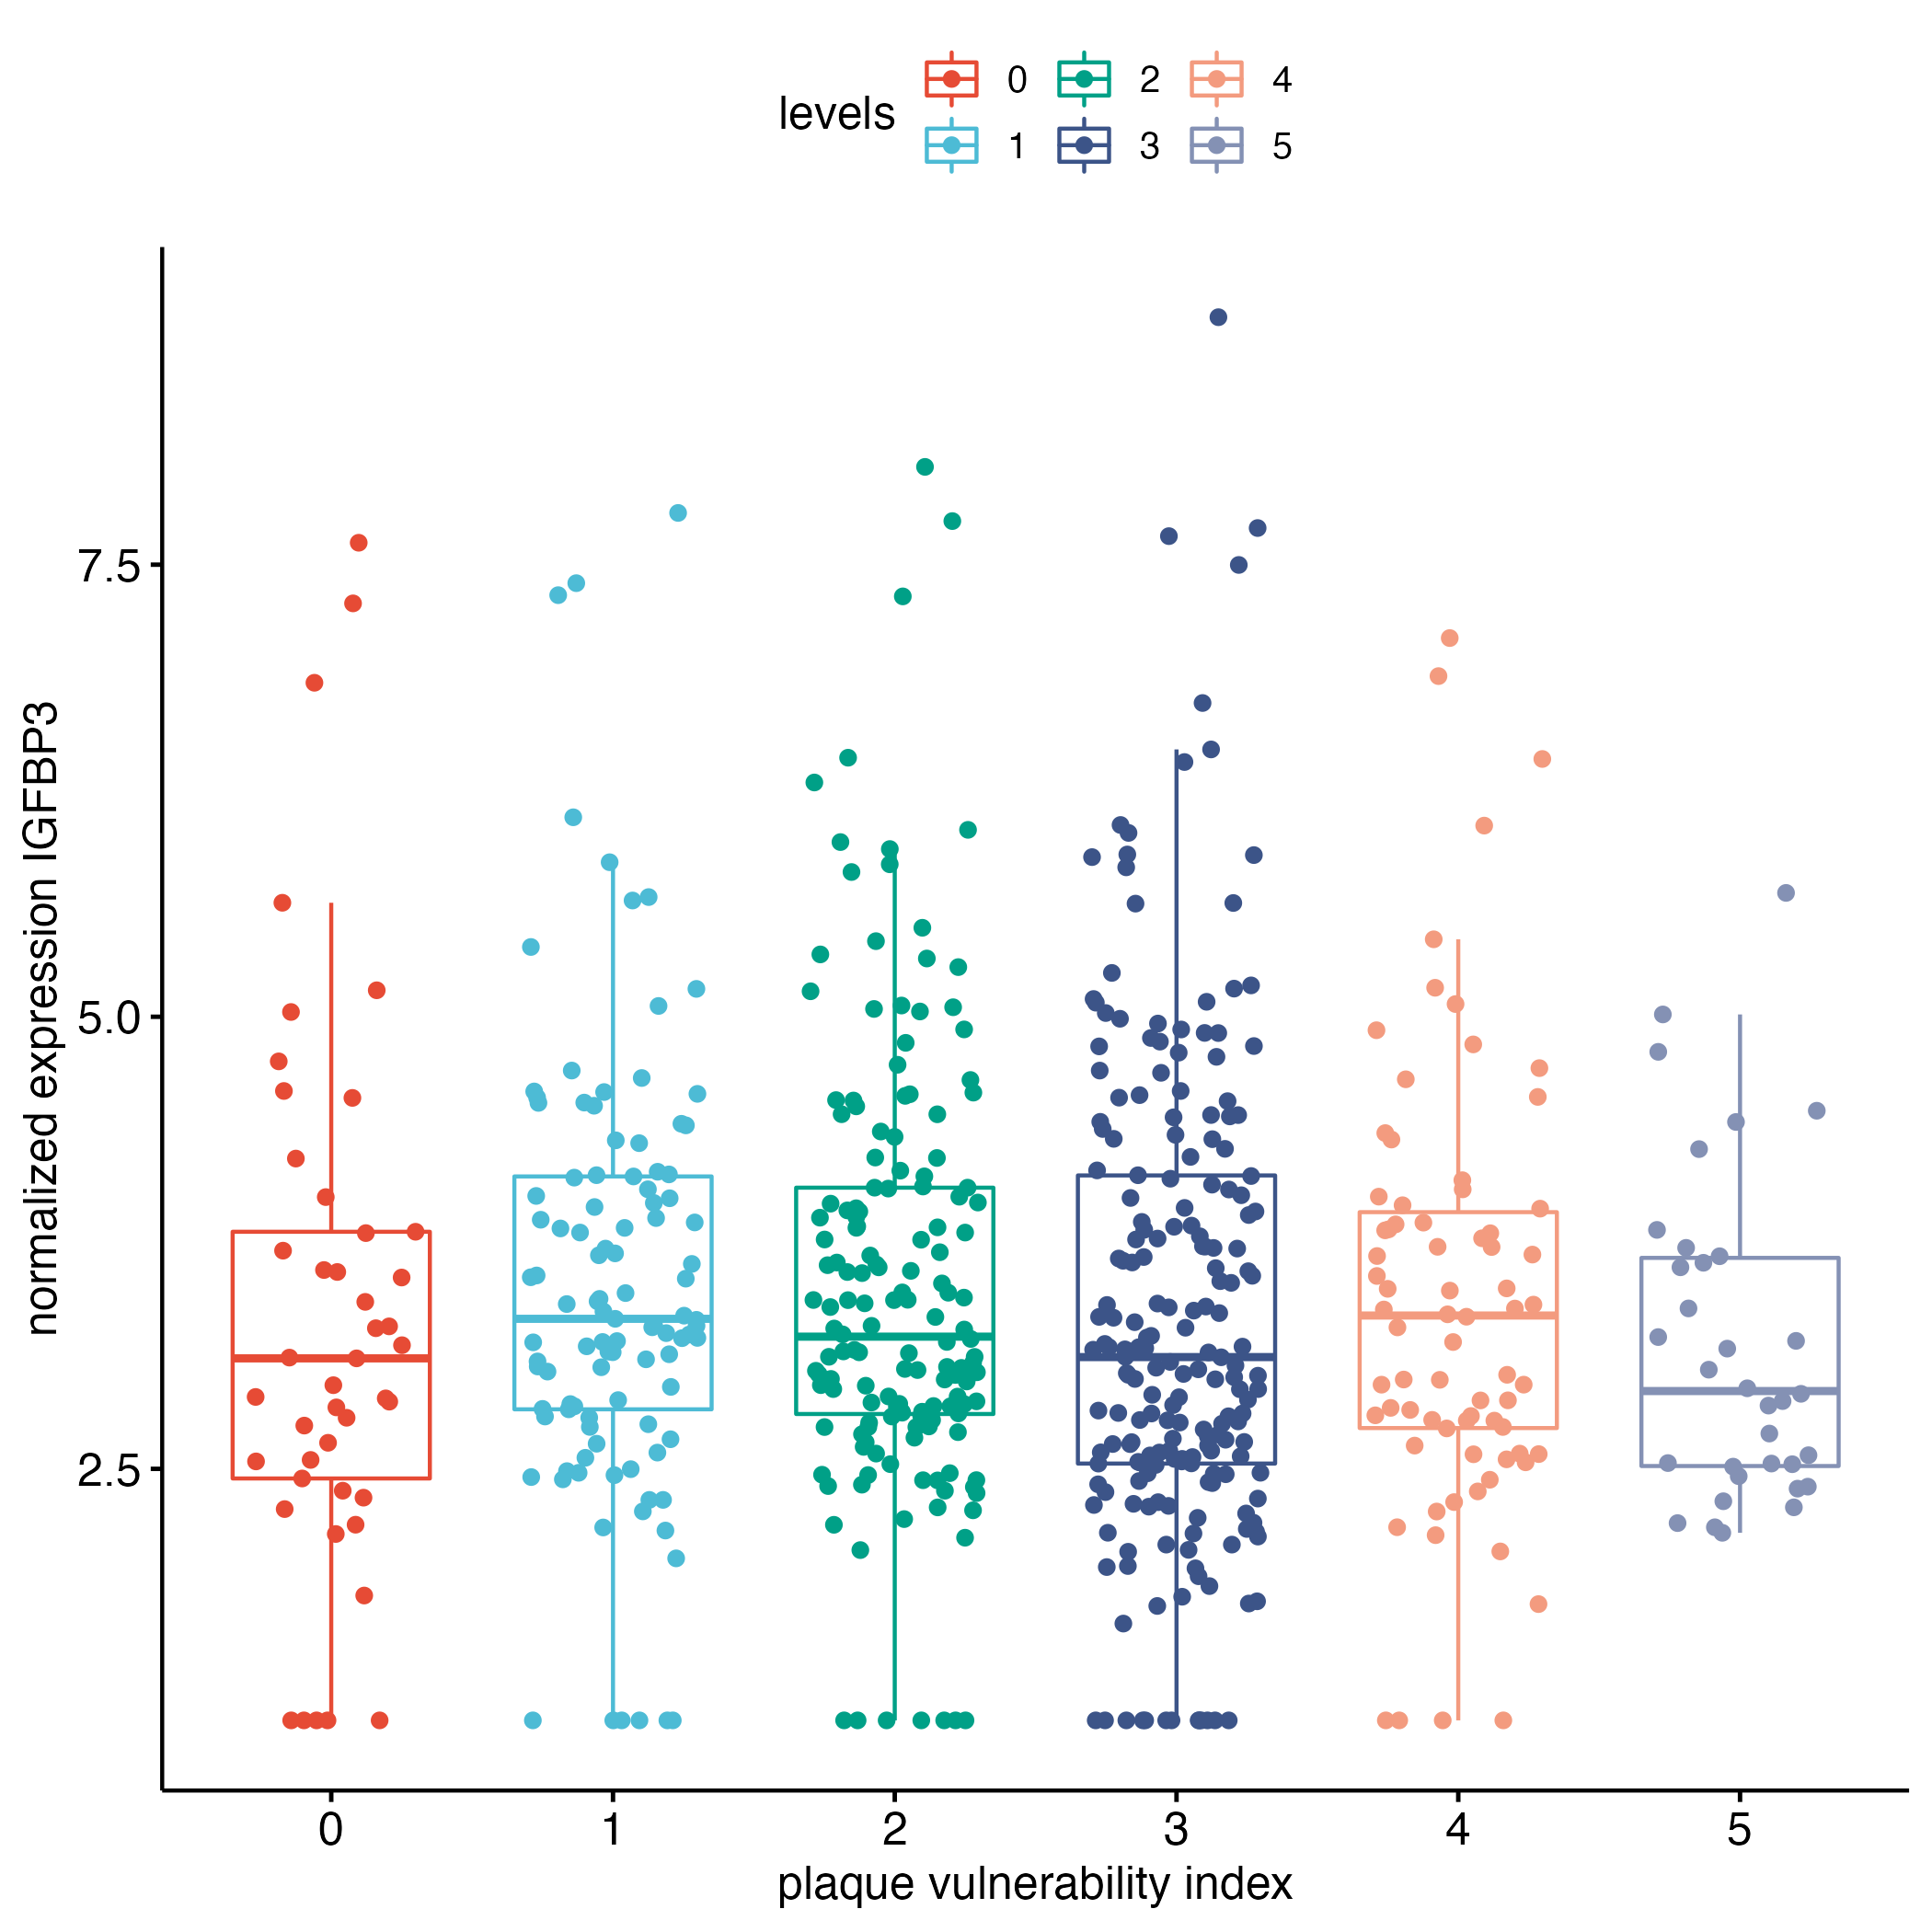 levels
0 2 4
1 3 5
normalized expression IGFBP3
7.5
5.0
2.5
0 1 2 3 4 5
plaque vulnerability index